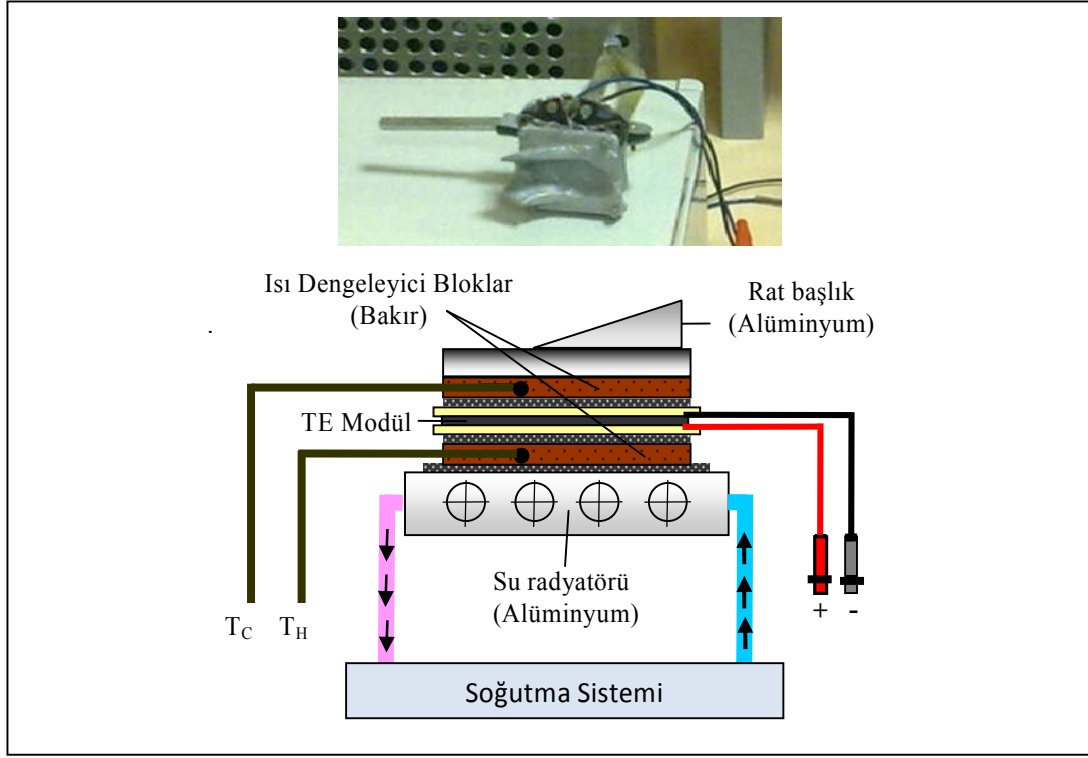 Isı Dengeleyici Bloklar
(Bakır)
Rat başlık
(Alüminyum)
TE Modül
Su radyatörü
(Alüminyum)
T_C T_H
+ -
Soğutma Sistemi